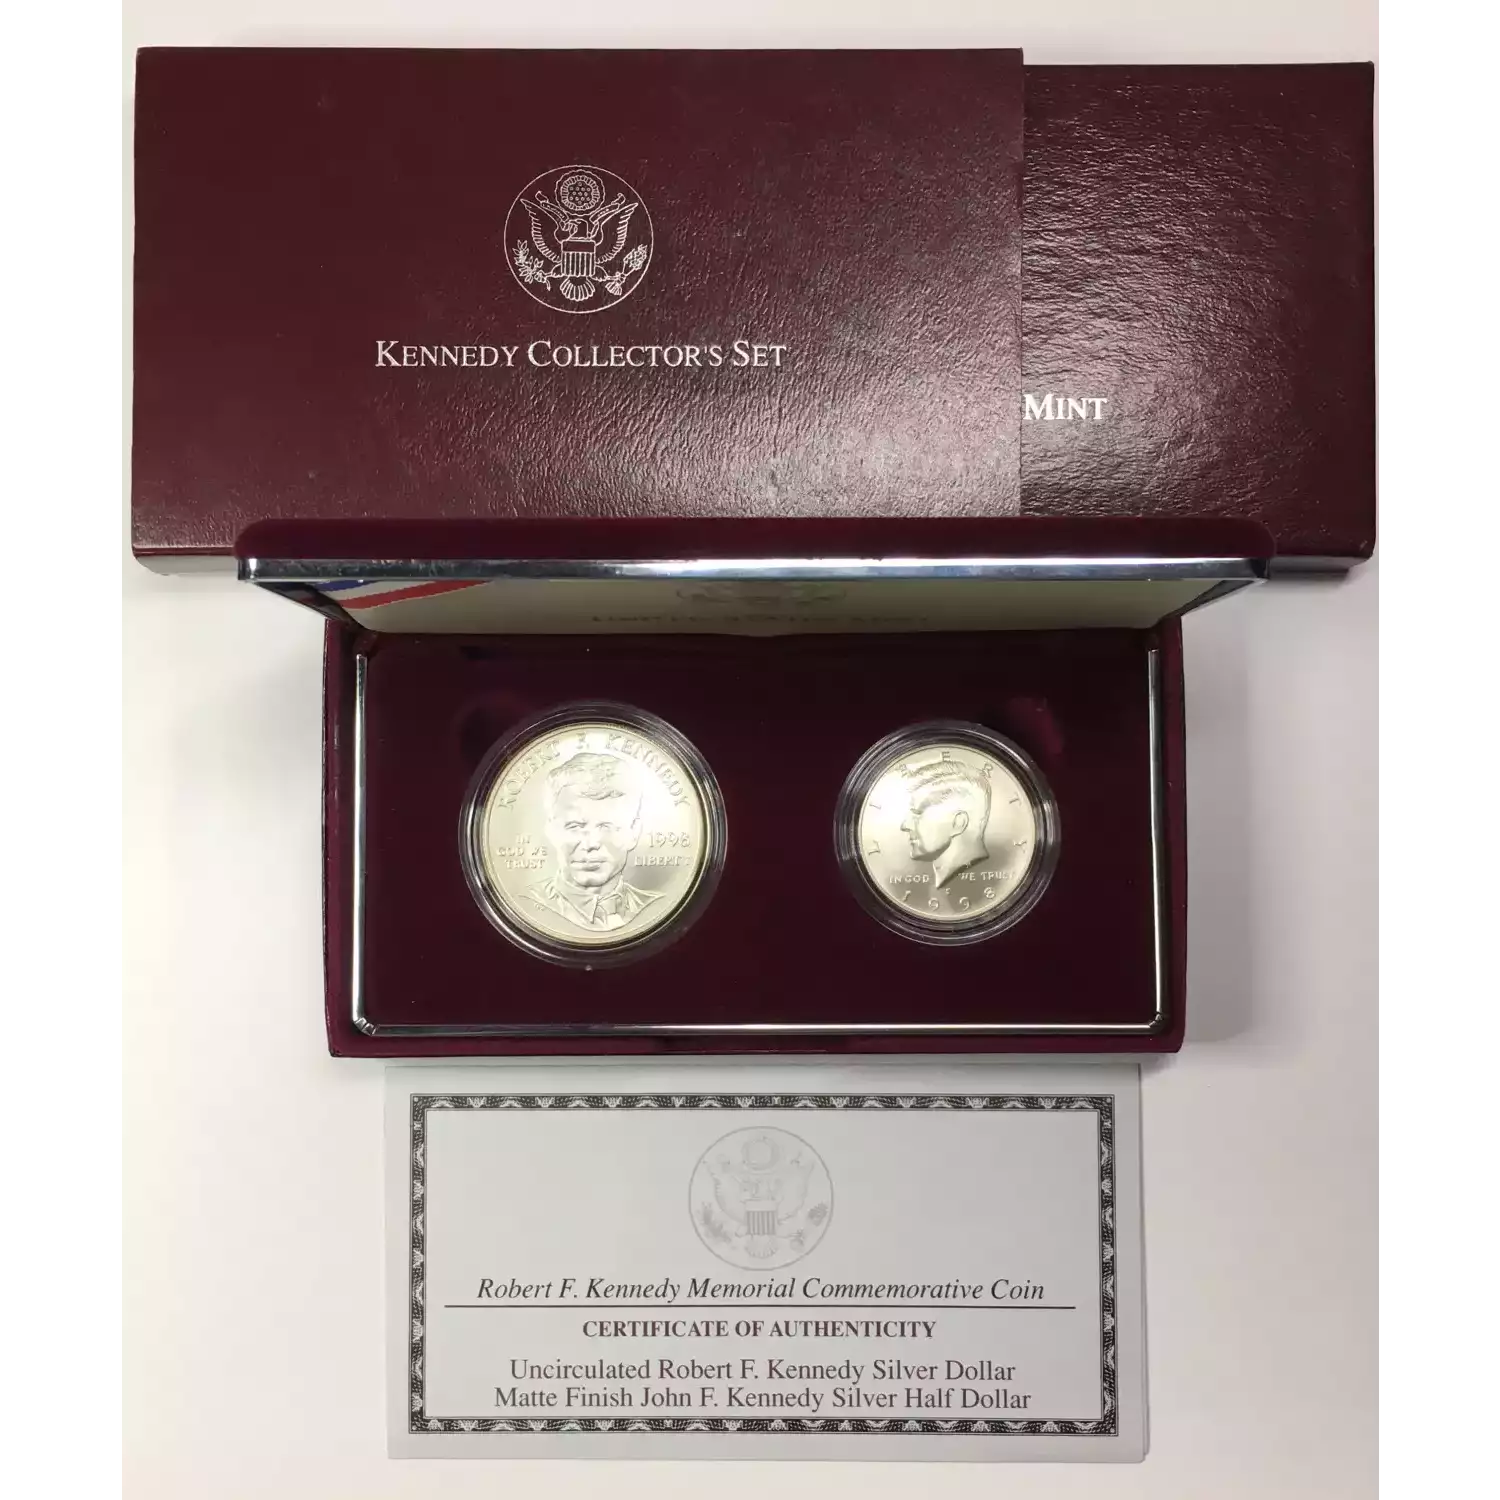 KENNEDY COLLECTOR'S SET
MINT
ROBERT F. KENNEDY
IN
GOD WE
TRUST
1998
LIBERTY
LIBERTY
IN GOD WE TRUST
S
1998
Robert F. Kennedy Memorial Commemorative Coin
CERTIFICATE OF AUTHENTICITY
Uncirculated Robert F. Kennedy Silver Dollar
Matte Finish John F. Kennedy Silver Half Dollar